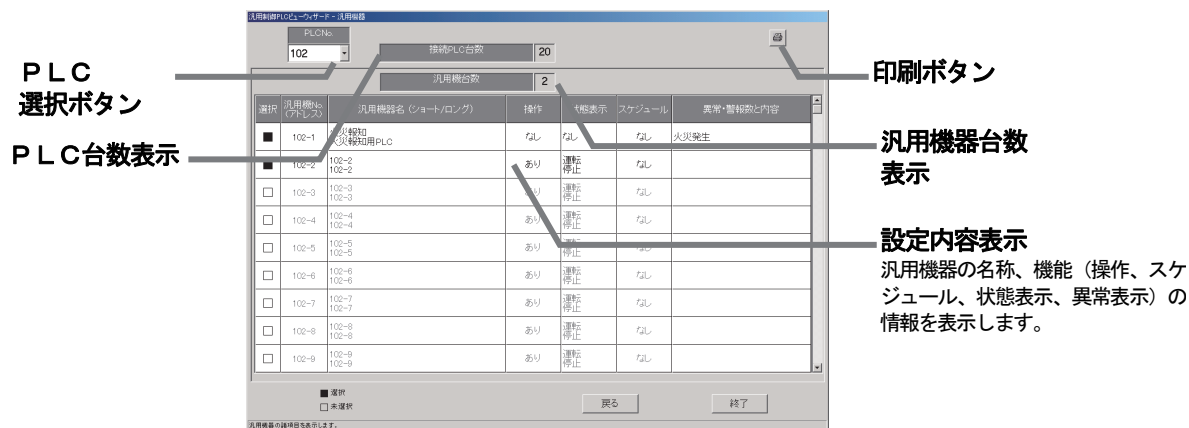 汎用制御PLCビューウィザード - 汎用機器
PLCNo.
102
接続PLC台数 20
汎用機台数 2
選択 汎用機No.(アドレス) 汎用機器名 (ショート/ロング) 操作 状態表示 スケジュール 異常・警報数と内容
■ 102-1 火災報知 なし なし なし 火災発生
火災報知用PLC
■ 102-2 102-2 あり 運転 なし
102-2 停止
□ 102-3 102-3 あり 運転 なし
102-3 停止
□ 102-4 102-4 あり 運転 なし
102-4 停止
□ 102-5 102-5 あり 運転 なし
102-5 停止
□ 102-6 102-6 あり 運転 なし
102-6 停止
□ 102-7 102-7 あり 運転 なし
102-7 停止
□ 102-8 102-8 あり 運転 なし
102-8 停止
□ 102-9 102-9 あり 運転 なし
102-9 停止
■ 選択
□ 未選択
戻る 終了
汎用機器の諸項目を表示します。
ＰＬＣ
選択ボタン
ＰＬＣ台数表示
印刷ボタン
汎用機器台数
表示
設定内容表示
汎用機器の名称、機能（操作、スケ
ジュール、状態表示、異常表示）の
情報を表示します。